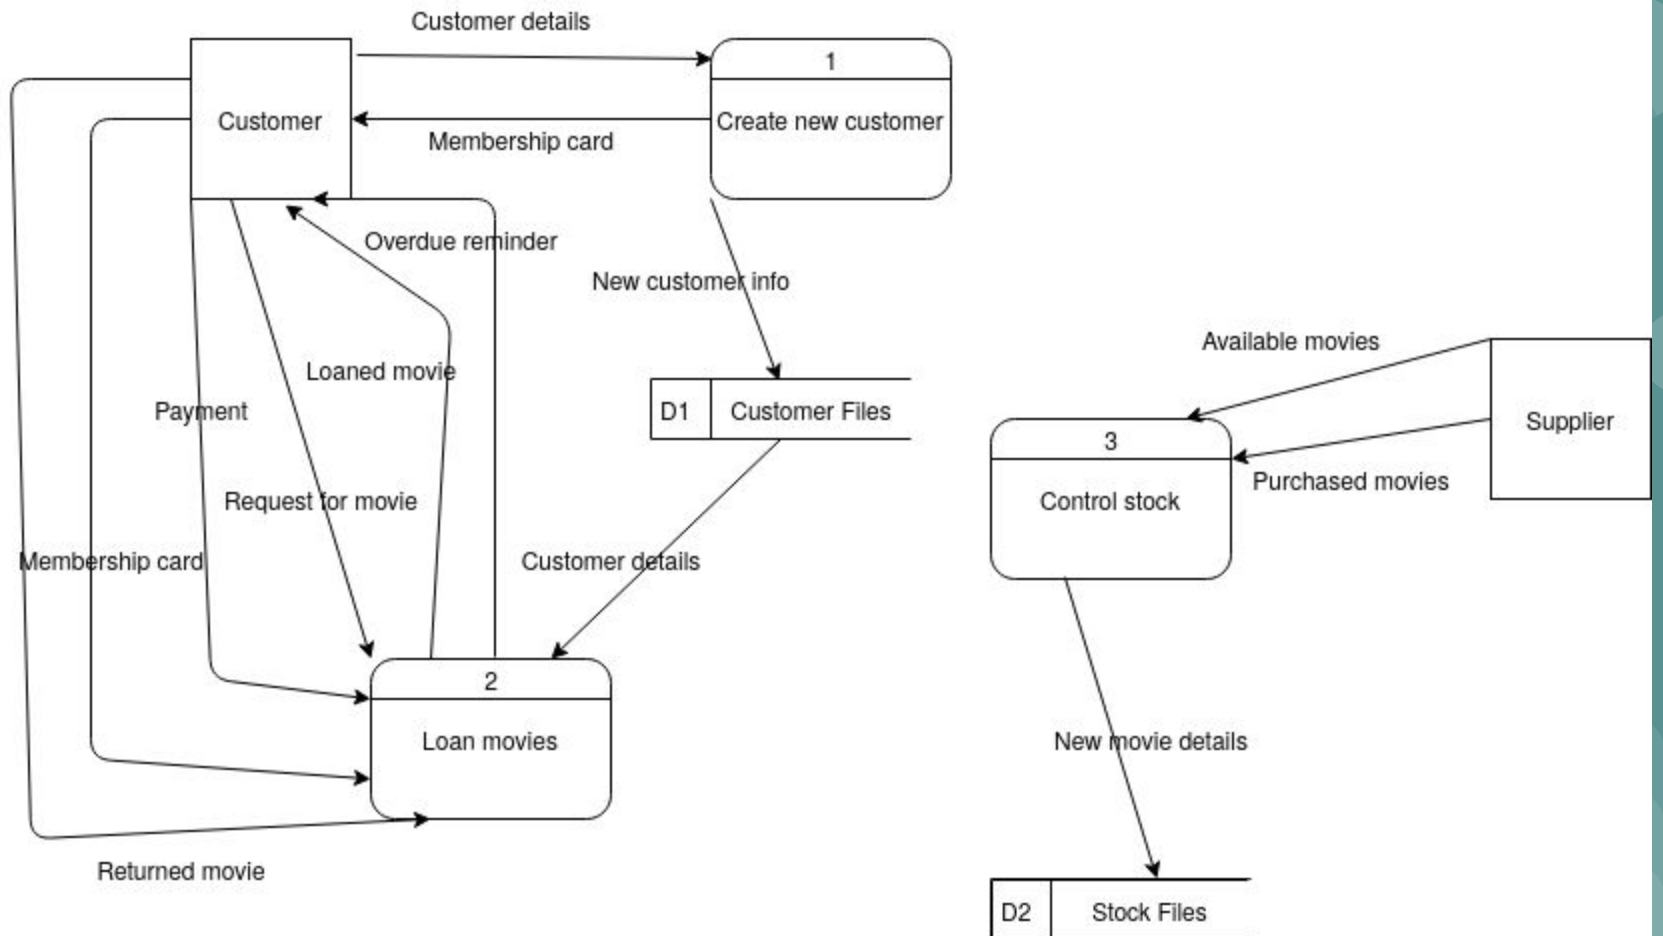 Customer details
1
Customer
Create new customer
Membership card
Overdue reminder
New customer info
Available movies
Loaned movie
Payment
D1
Customer Files
Supplier
3
Purchased movies
Request for movie
Control stock
Membership card
Customer details
2
Loan movies
New movie details
Returned movie
D2
Stock Files